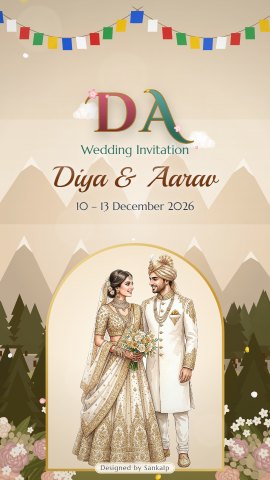 DA
Wedding Invitation
Diya & Aarav
10 – 13 December 2026
Designed by Sankalp